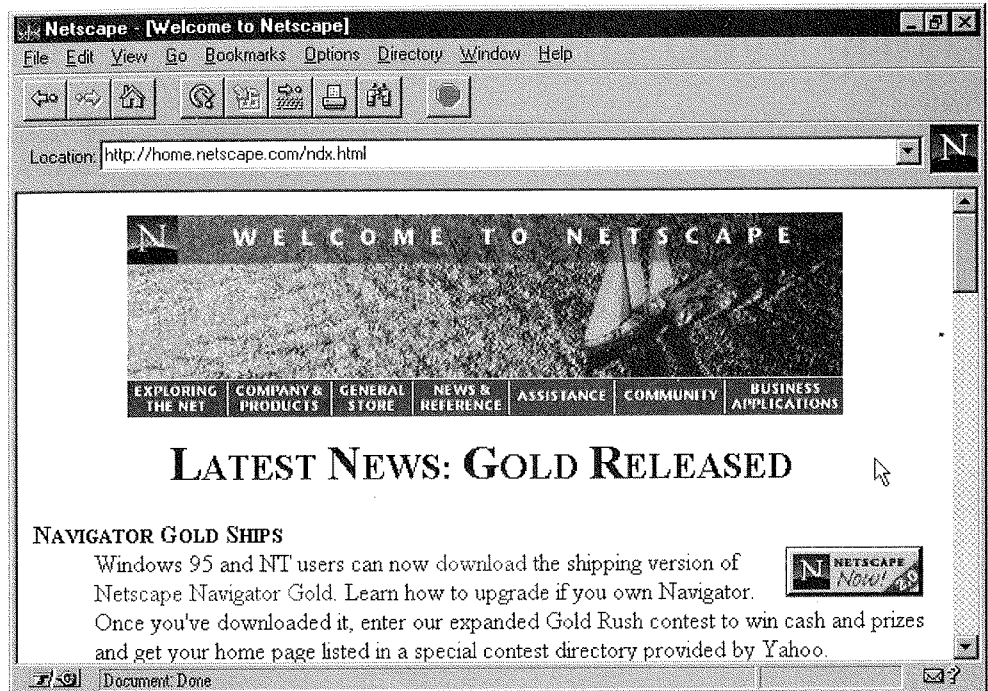 Netscape - [Welcome to Netscape]
File Edit View Go Bookmarks Options Directory Window Help
Location: http://home.netscape.com/ndx.html
N
N WELCOME TO NETSCAPE
EXPLORING THE NET
COMPANY & PRODUCTS
GENERAL STORE
NEWS & REFERENCE
ASSISTANCE
COMMUNITY
BUSINESS APPLICATIONS
LATEST NEWS: GOLD RELEASED
NAVIGATOR GOLD SHIPS
Windows 95 and NT users can now download the shipping version of
Netscape Navigator Gold. Learn how to upgrade if you own Navigator.
Once you've downloaded it, enter our expanded Gold Rush contest to win cash and prizes
and get your home page listed in a special contest directory provided by Yahoo.
N NETSCAPE
Now!
Document: Done
?